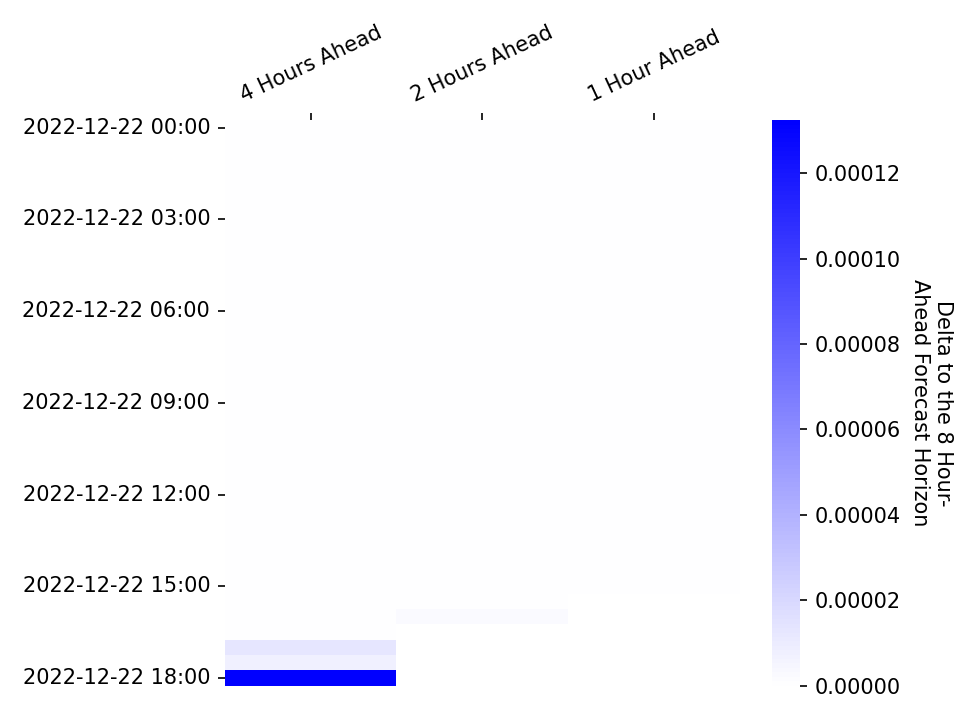 4 Hours Ahead
2 Hours Ahead
1 Hour Ahead
2022-12-22 00:00
2022-12-22 03:00
2022-12-22 06:00
2022-12-22 09:00
2022-12-22 12:00
2022-12-22 15:00
2022-12-22 18:00
0.00012
0.00010
0.00008
0.00006
0.00004
0.00002
0.00000
Delta to the 8 Hour-
Ahead Forecast Horizon